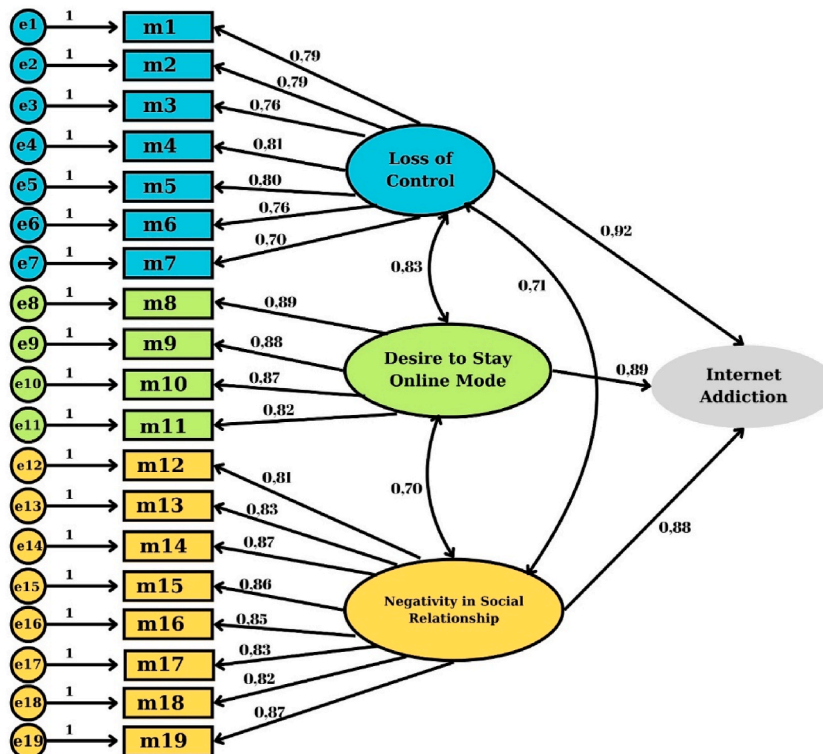 e1 1 m1
0,79
e2 1 m2
0,79
e3 1 m3
0,76
e4 1 m4
0,81
e5 1 m5
0,80
e6 1 m6
0,76
e7 1 m7
0,70
Loss of
Control
0,92
0,83
0,71
e8 1 m8
0,89
e9 1 m9
0,88
e10 1 m10
0,87
e11 1 m11
0,82
Desire to Stay
Online Mode
0,89
Internet
Addiction
0,70
e12 1 m12
0,81
e13 1 m13
0,83
e14 1 m14
0,87
e15 1 m15
0,86
e16 1 m16
0,85
e17 1 m17
0,83
e18 1 m18
0,82
e19 1 m19
0,87
Negativity in Social
Relationship
0,88